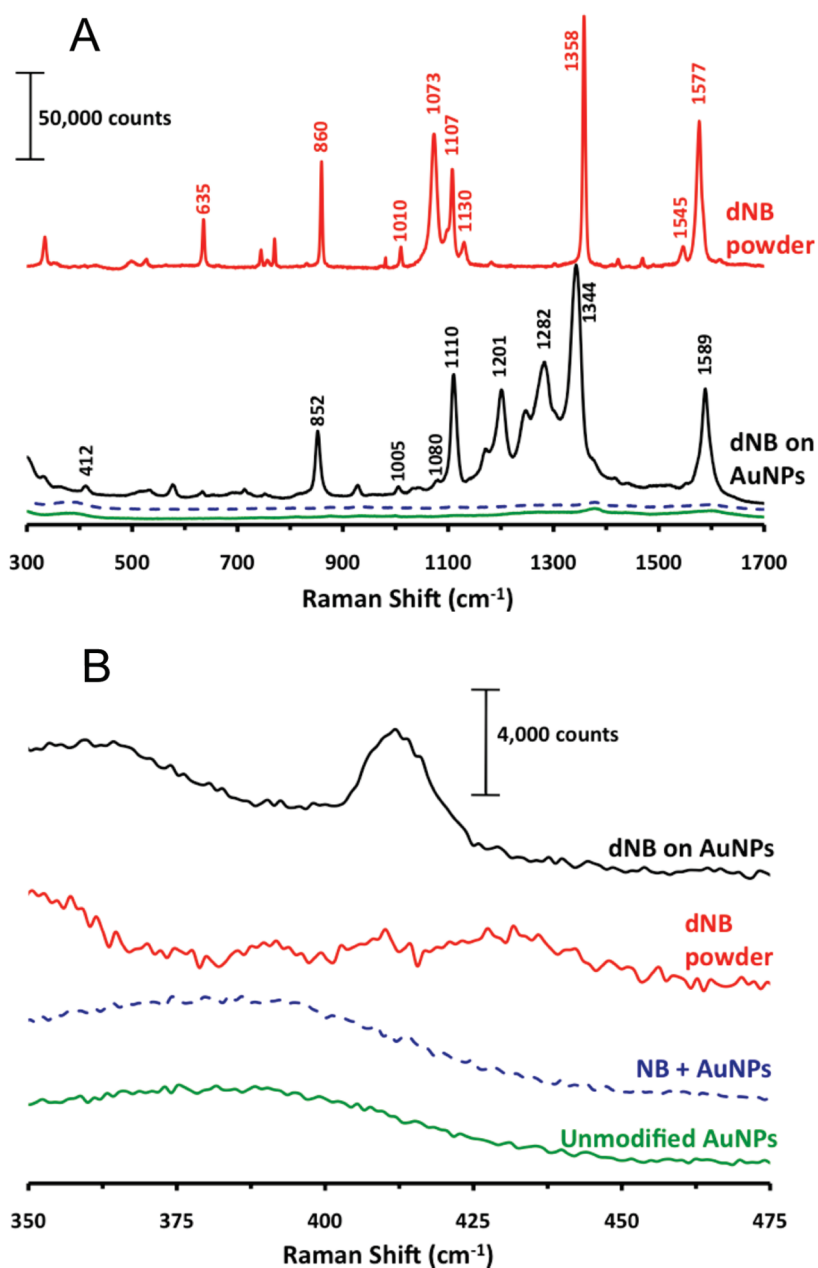 A
50,000 counts
635
860
1010
1073
1107
1130
1358
1545
1577
dNB
powder
412
852
1005
1080
1110
1201
1282
1344
1589
dNB on
AuNPs
300 500 700 900 1100 1300 1500 1700
Raman Shift (cm-1)
B
4,000 counts
dNB on AuNPs
dNB
powder
NB + AuNPs
Unmodified AuNPs
350 375 400 425 450 475
Raman Shift (cm-1)